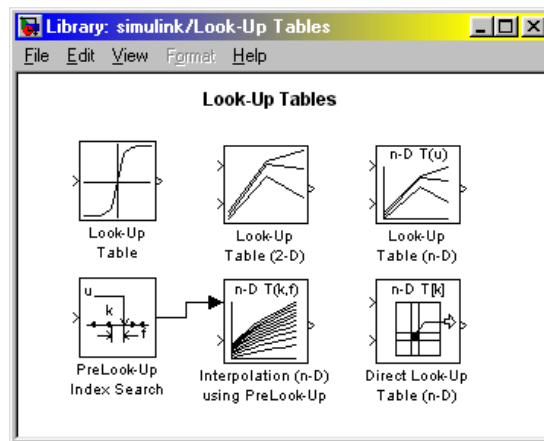 Library: simulink/Look-Up Tables
File Edit View Format Help
Look-Up Tables
Look-Up
Table
Look-Up
Table (2-D)
n-D T(u)
Look-Up
Table (n-D)
u
k
f
PreLook-Up
Index Search
n-D T(k,f)
Interpolation (n-D)
using PreLook-Up
n-D T[k]
Direct Look-Up
Table (n-D)